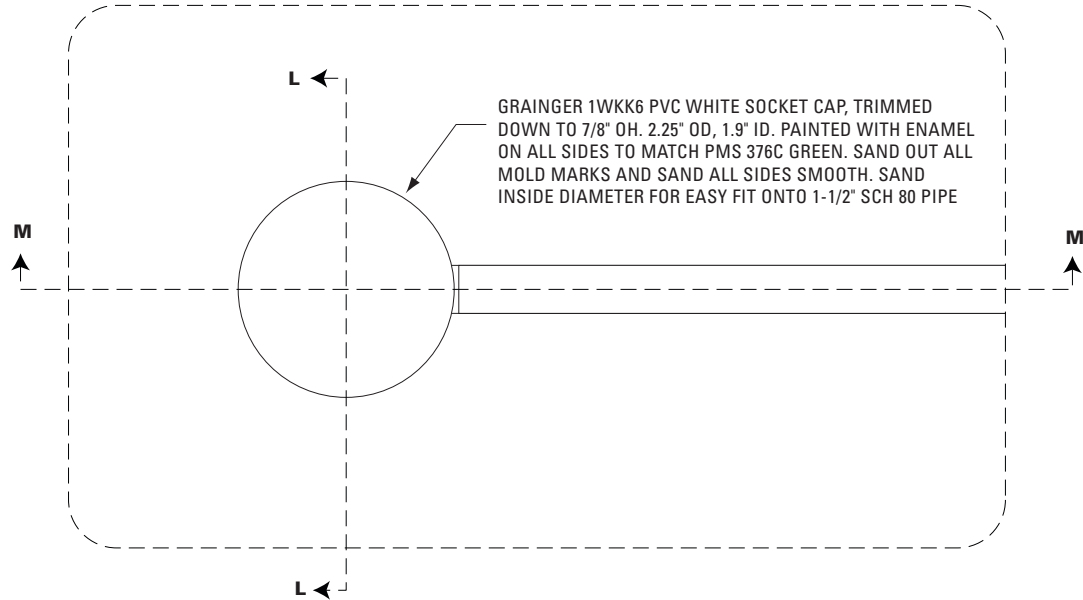 L
GRAINGER 1WKK6 PVC WHITE SOCKET CAP, TRIMMED
DOWN TO 7/8" OH. 2.25" OD, 1.9" ID. PAINTED WITH ENAMEL
ON ALL SIDES TO MATCH PMS 376C GREEN. SAND OUT ALL
MOLD MARKS AND SAND ALL SIDES SMOOTH. SAND
INSIDE DIAMETER FOR EASY FIT ONTO 1-1/2" SCH 80 PIPE
M
M
L